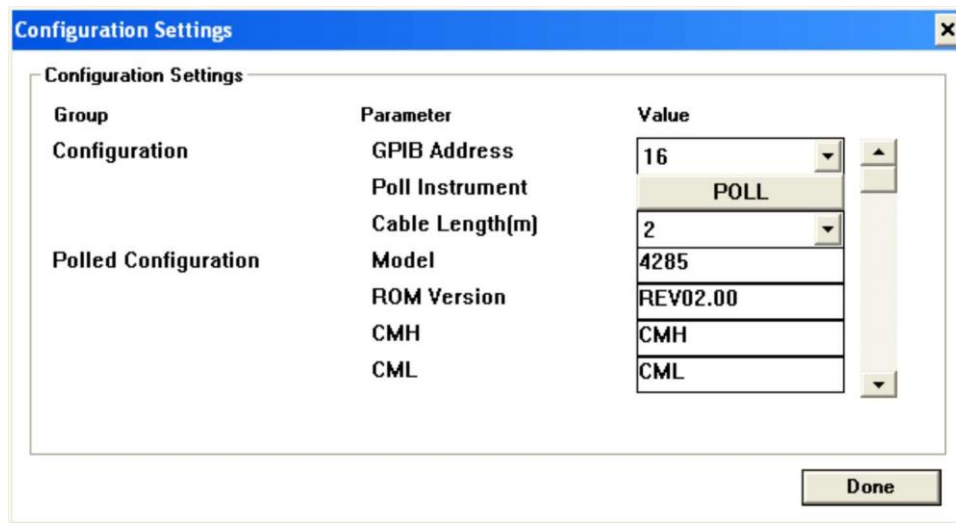 Configuration Settings
Configuration Settings
Group Parameter Value
Configuration GPIB Address 16
Poll Instrument POLL
Cable Length(m) 2
Polled Configuration Model 4285
ROM Version REV02.00
CMH CMH
CML CML
Done